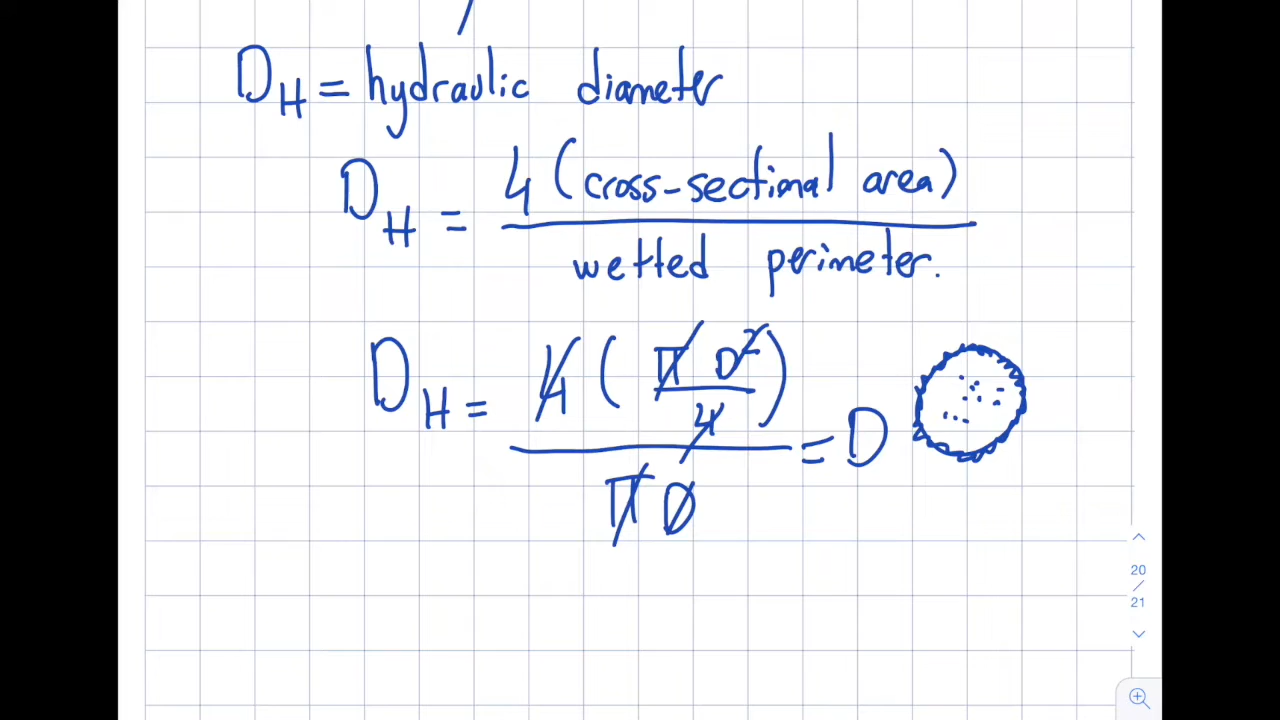 D_H = hydraulic diameter
D_H = 4 (cross-sectional area) / wetted perimeter.
D_H = 4 (π D² / 4) / π D = D
20
/
21